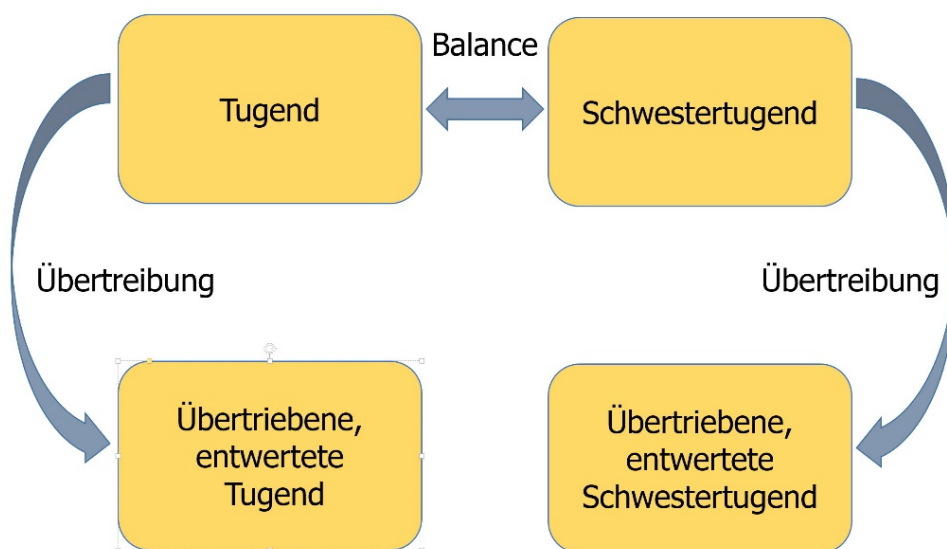 Balance
Tugend
Schwestertugend
Übertreibung
Übertreibung
Übertriebene,
entwertete
Tugend
Übertriebene,
entwertete
Schwestertugend